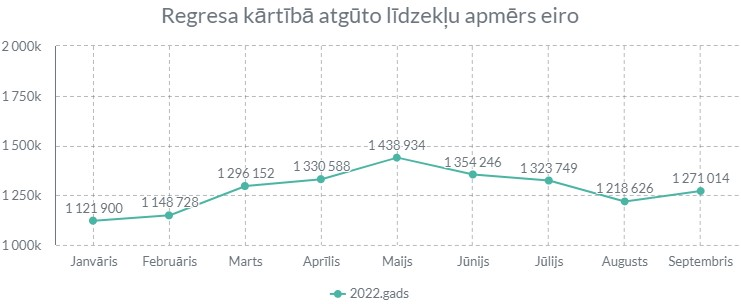 Regresa kārtībā atgūto līdzekļu apmērs eiro
2 000k
1 750k
1 500k
1 250k
1 000k
1 121 900
1 148 728
1 296 152
1 330 588
1 438 934
1 354 246
1 323 749
1 218 626
1 271 014
Janvāris Februāris Marts Aprīlis Maijs Jūnijs Jūlijs Augusts Septembris
2022.gads